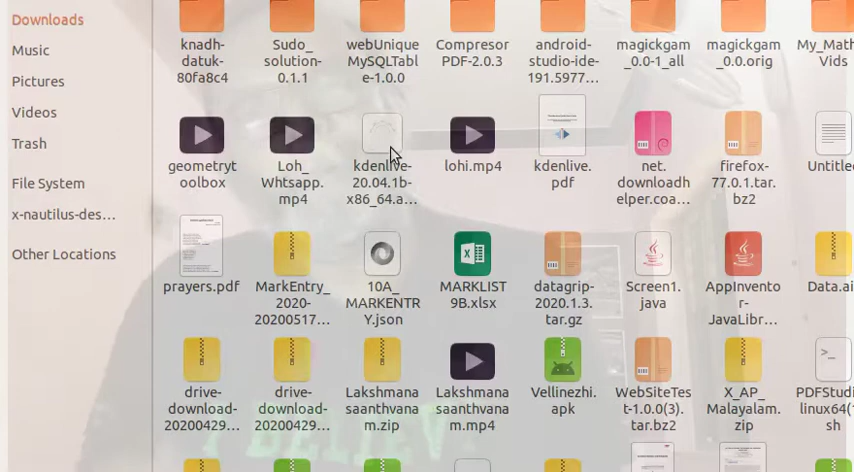 Downloads
Music
Pictures
Videos
Trash
File System
x-nautilus-des...
Other Locations
knadh-
datuk-
80fa8c4
Sudo_
solution-
0.1.1
webUnique
MySQLTabl
e-1.0.0
Compresor
PDF-2.0.3
android-
studio-ide-
191.5977...
magickgam
_0.0-1_all
magickgam
_0.0.orig
My_Math
Vids
geometryt
oolbox
Loh_
Whtsapp.
mp4
kdenlive-
20.04.1b-
x86_64.a...
lohi.mp4
kdenlive.
pdf
net.
downloadh
elper.coa...
firefox-
77.0.1.tar.
bz2
Untitle
prayers.pdf
MarkEntry_
2020-
20200517...
10A_
MARKENTR
Y.json
MARKLIST
9B.xlsx
datagrip-
2020.1.3.
tar.gz
Screen1.
java
AppInvento
r-
JavaLibr...
Data.ai
drive-
download-
20200429...
drive-
download-
20200429...
Lakshmana
saanthvana
m.zip
Lakshmana
saanthvana
m.mp4
Vellinezhi.
apk
WebSiteTes
t-1.0.0(3).
tar.bz2
X_AP_
Malayalam.
zip
PDFStudi
linux64(
sh
I BELIEV